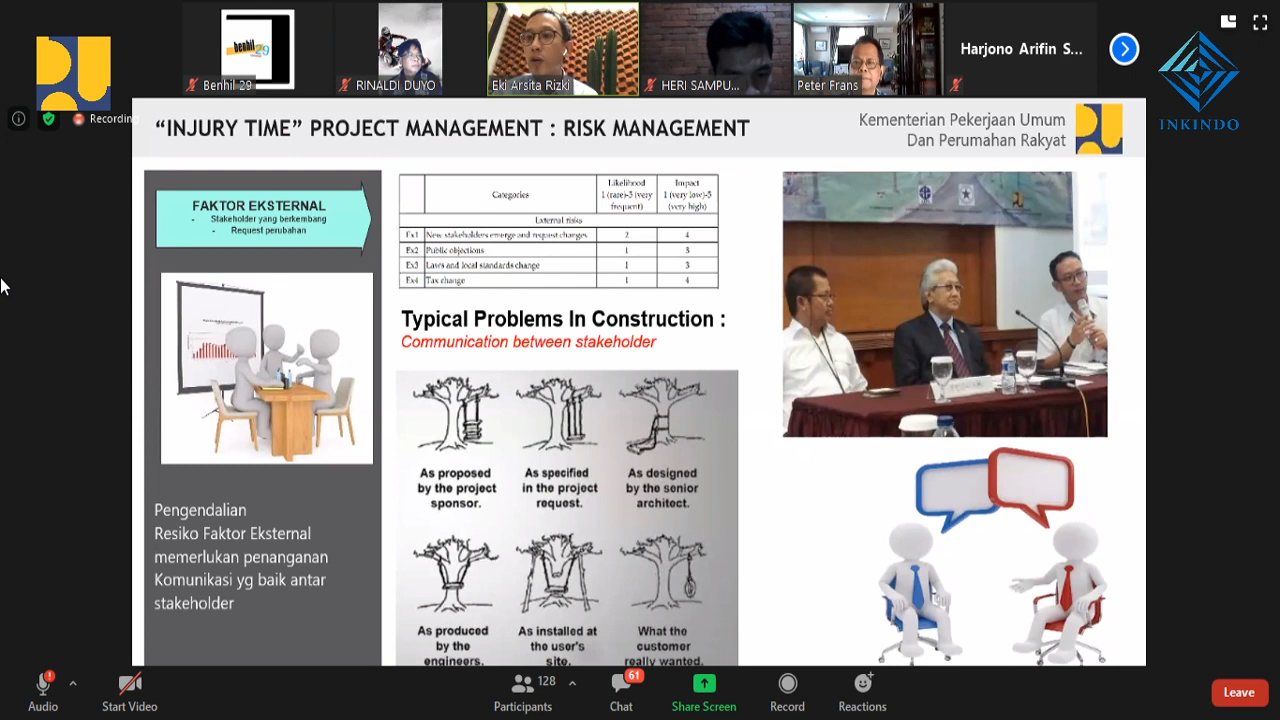 benhil
29
Benhil 29
RINALDI DUYO
Eki Arsita Rizki
HERI SAMPU...
Peter Frans
Harjono Arifin S...
INKINDO
Recording
“INJURY TIME” PROJECT MANAGEMENT : RISK MANAGEMENT
Kementerian Pekerjaan Umum
Dan Perumahan Rakyat
FAKTOR EKSTERNAL
- Stakeholder yang berkembang
- Request perubahan
Pengendalian
Resiko Faktor Eksternal
memerlukan penanganan
Komunikasi yg baik antar
stakeholder
Categories
Likelihood
1 (rare)-5 (very
frequent)
Impact
1 (very low)-5
(very high)
External risks
Ex1 New stakeholders emerge and request changes 2 4
Ex2 Public objections 1 3
Ex3 Laws and local standards change 1 3
Ex4 Tax change 1 4
Typical Problems In Construction :
Communication between stakeholder
As proposed
by the project
sponsor.
As specified
in the project
request.
As designed
by the senior
architect.
As produced
by the
engineers.
As installed at
the user's
site.
What the
customer
really wanted.
Audio
Start Video
128
Participants
61
Chat
Share Screen
Record
Reactions
Leave